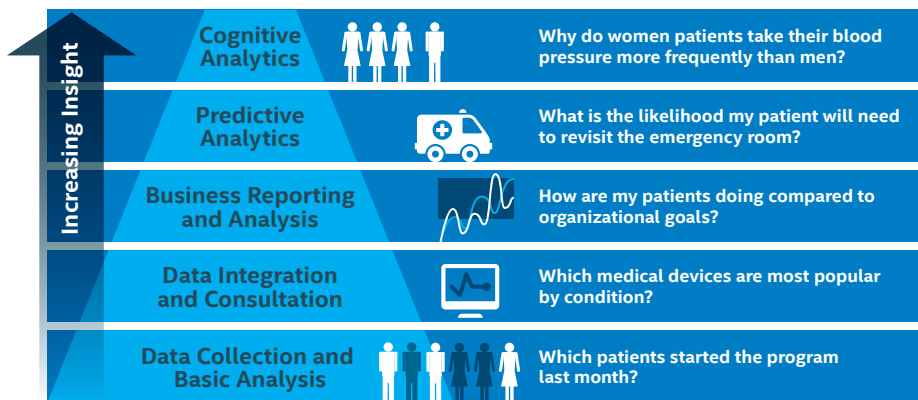 Increasing Insight
Cognitive
Analytics
Why do women patients take their blood
pressure more frequently than men?
Predictive
Analytics
What is the likelihood my patient will need
to revisit the emergency room?
Business Reporting
and Analysis
How are my patients doing compared to
organizational goals?
Data Integration
and Consultation
Which medical devices are most popular
by condition?
Data Collection and
Basic Analysis
Which patients started the program
last month?